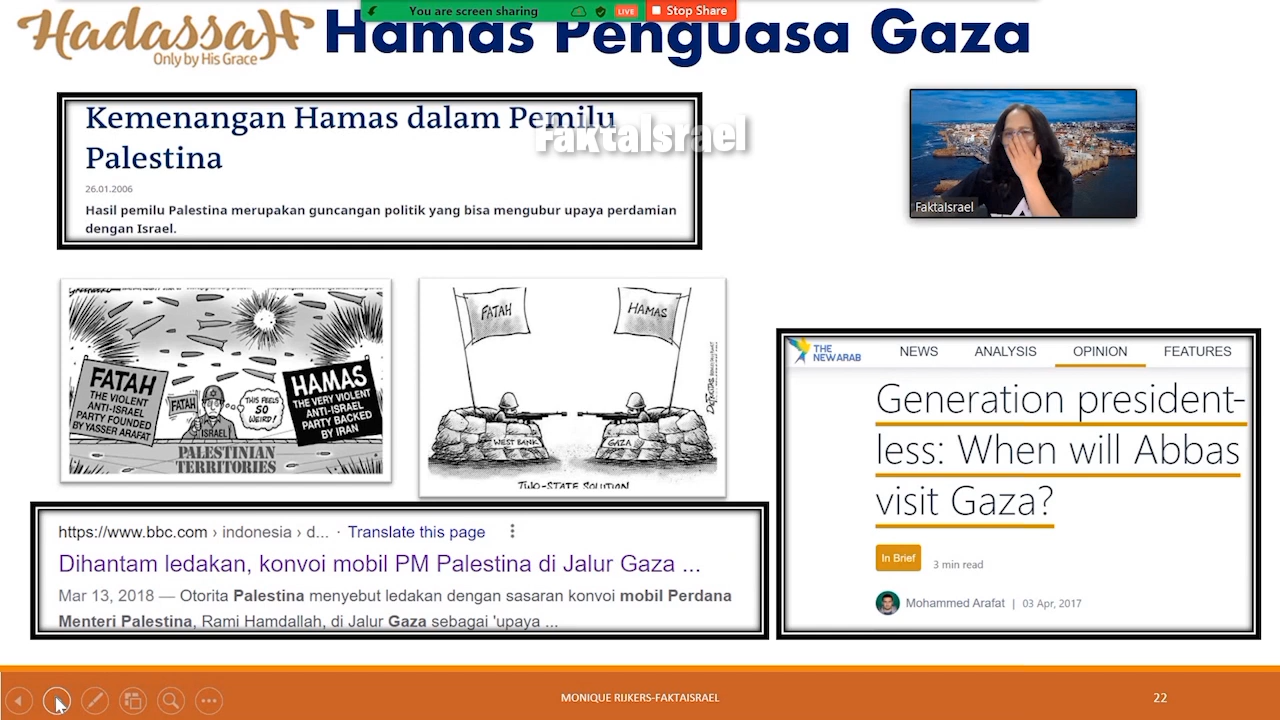 You are screen sharing
LIVE
Stop Share
HadassaH
Only by His Grace
Hamas Penguasa Gaza
Kemenangan Hamas dalam Pemilu
Palestina
26.01.2006
Hasil pemilu Palestina merupakan guncangan politik yang bisa mengubur upaya perdamian
dengan Israel.
FaktaIsrael
FaktaIsrael
FATAH
THE VIOLENT
ANTI-ISRAEL
PARTY FOUNDED
BY YASSER ARAFAT
FATAH
ISRAEL
THIS FEELS
SO
WEIRD!
HAMAS
THE VERY VIOLENT
ANTI-ISRAEL
PARTY BACKED
BY IRAN
PALESTINIAN
TERRITORIES
FATAH
HAMAS
WEST BANK
GAZA
TWO-STATE SOLUTION
THE
NEW ARAB
NEWS
ANALYSIS
OPINION
FEATURES
Generation president-
less: When will Abbas
visit Gaza?
In Brief
3 min read
Mohammed Arafat | 03 Apr, 2017
https://www.bbc.com › indonesia › d... · Translate this page
Dihantam ledakan, konvoi mobil PM Palestina di Jalur Gaza ...
Mar 13, 2018 — Otorita Palestina menyebut ledakan dengan sasaran konvoi mobil Perdana
Menteri Palestina, Rami Hamdallah, di Jalur Gaza sebagai 'upaya ...
MONIQUE RIJKERS-FAKTAISRAEL
22